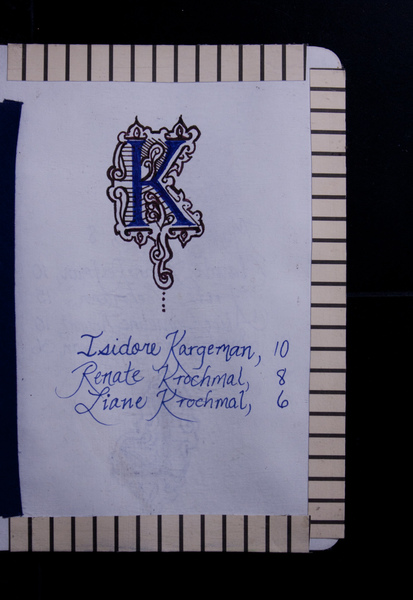 K
Isidore Kargeman, 10
Renate Krochmal, 8
Liane Krochmal, 6